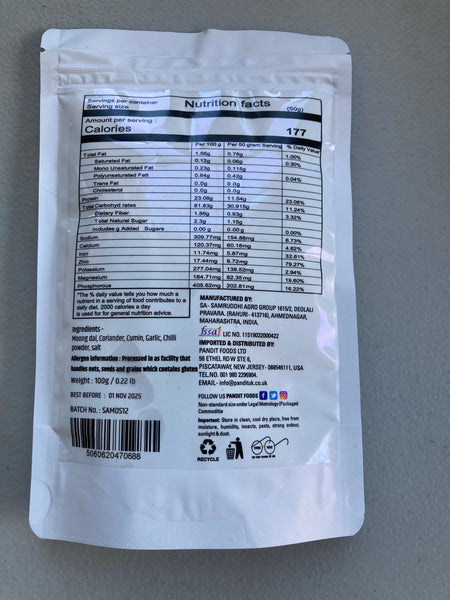 Servings per container
Serving size
Nutrition facts
(50g)
Amount per serving :
Calories 177
Per 100 g Per 50 gram Serving % Daily Value
Total Fat 1.56g 0.78g 1.00%
Saturated Fat 0.12g 0.06g 0.30%
Mono Unsaturated Fat 0.23g 0.115g
Polyunsaturated Fatt 0.84g 0.42g 0.04%
Trans Fat 0.0g 0.0g
Cholesterol 0.0g 0.0g
Protein 23.08g 11.54g 23.08%
Total Carbohyd rates 61.83g 30.915g 11.24%
Dietary Fiber 1.86g 0.93g 3.32%
Total Natural Sugar 2.3g 1.15g
Includes g Added Sugars 0.00 g 0.00 g 0.00%
Sodium 309.77mg 154.88mg 6.73%
Calcium 120.37mg 60.18mg 4.62%
Iron 11.74mg 5.87mg 32.61%
Zinc 17.44mg 8.72mg 79.27%
Potassium 277.04mg 138.52mg 2.94%
Magnesium 164.71mg 82.35mg 19.60%
Phosphorous 405.62mg 202.81mg 16.22%
*The % daily value tells you how much a
nutrient in a serving of food contributes to a
daily diet. 2000 calories a day
is used for general nutrition advice.
Ingredients -
Moong dal, Coriander, Cumin, Garlic, Chilli
powder, salt
Allergien Information : Processed in as facility that
handles nuts, seeds and grains which contains gluten
Weight : 100g / 0.22 lb
BEST BEFORE : 01 NOV 2025
BATCH No. : SAM0512
5060620470688
MANUFACTURED BY:
SA- SAMRUDDHI AGRO GROUP 1615/2, DEOLALI
PRAVARA. (RAHURI - 413716), AHMEDNAGAR,
MAHARASHTRA, INDIA.
fssai LIC NO. 11519032000422
IMPORTED & DISTRIBUTED BY:
PANDIT FOODS LTD
56 ETHEL RD W STE 6,
PISCATAWAY, NEW JERSEY- 088546111, USA
TEL.NO. 001 980 2298904.
EMAIL- info@pandituk.co.uk
FOLLOW US PANDIT FOODS
Non-standard size under Legal Metrology (Packaged
Commoditie
Important: Store in clean, cool dry place, free from
moisture, humidity, insects, pests, strong ordour,
sunlight & dust.
RECYCLE